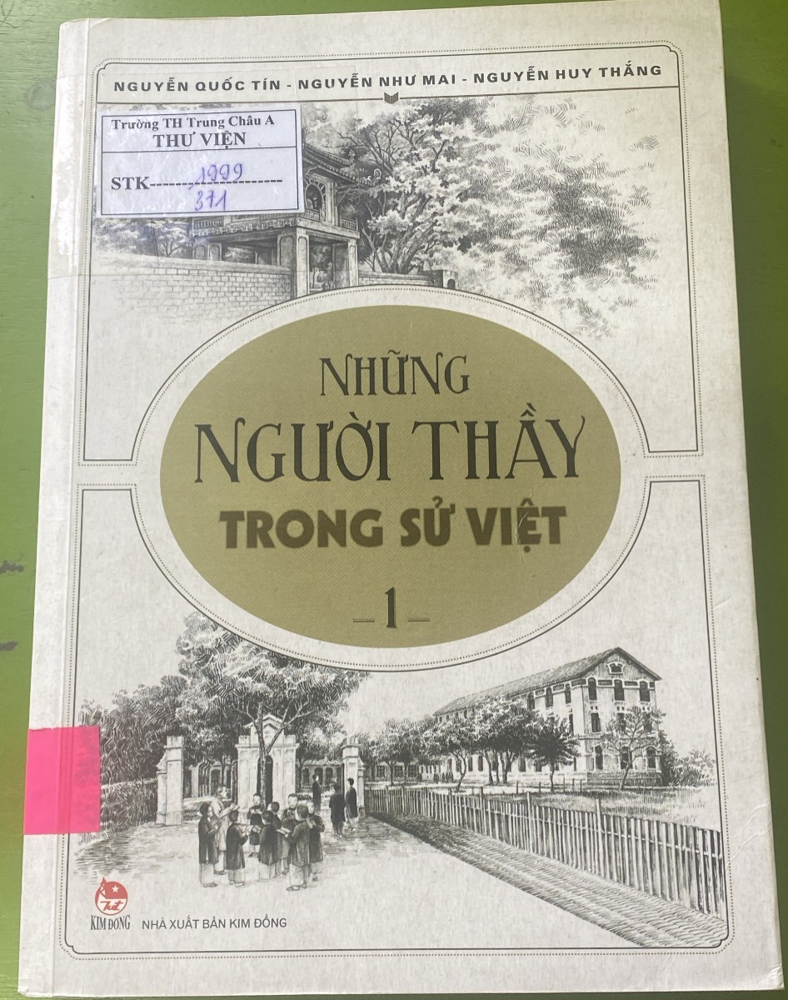 NGUYỄN QUỐC TÍN - NGUYỄN NHƯ MAI - NGUYỄN HUY THẮNG
Trường TH Trung Châu A
THƯ VIỆN
STK 1999
371
NHỮNG
NGƯỜI THẦY
TRONG SỬ VIỆT
1
KIM ĐỒNG
NHÀ XUẤT BẢN KIM ĐỒNG